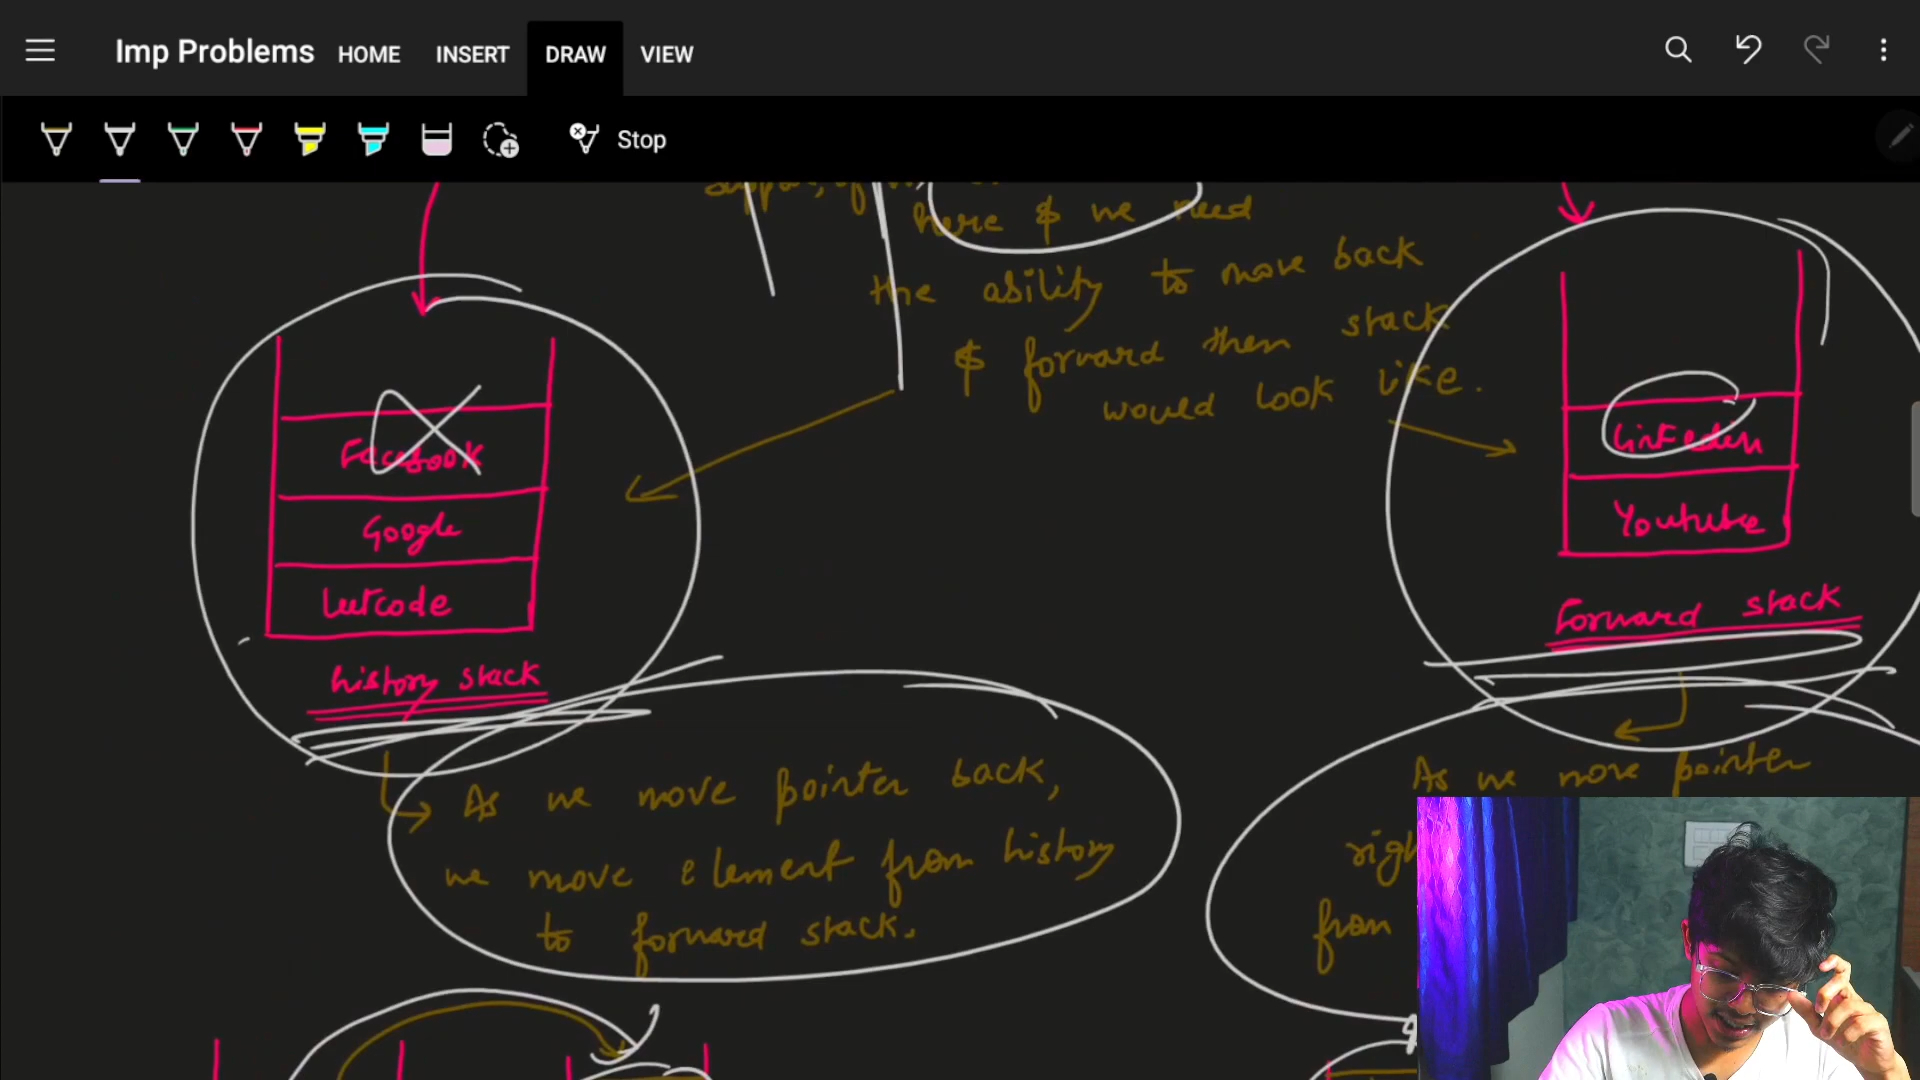 Imp Problems HOME INSERT DRAW VIEW
Stop
here & we need
the ability to move back
& forward then stack
would look like.
Facebook
Google
Leetcode
history stack
Linkeden
Youtube
Forward stack
As we move pointer back,
we move element from history
to forward stack.
As we move pointer
from